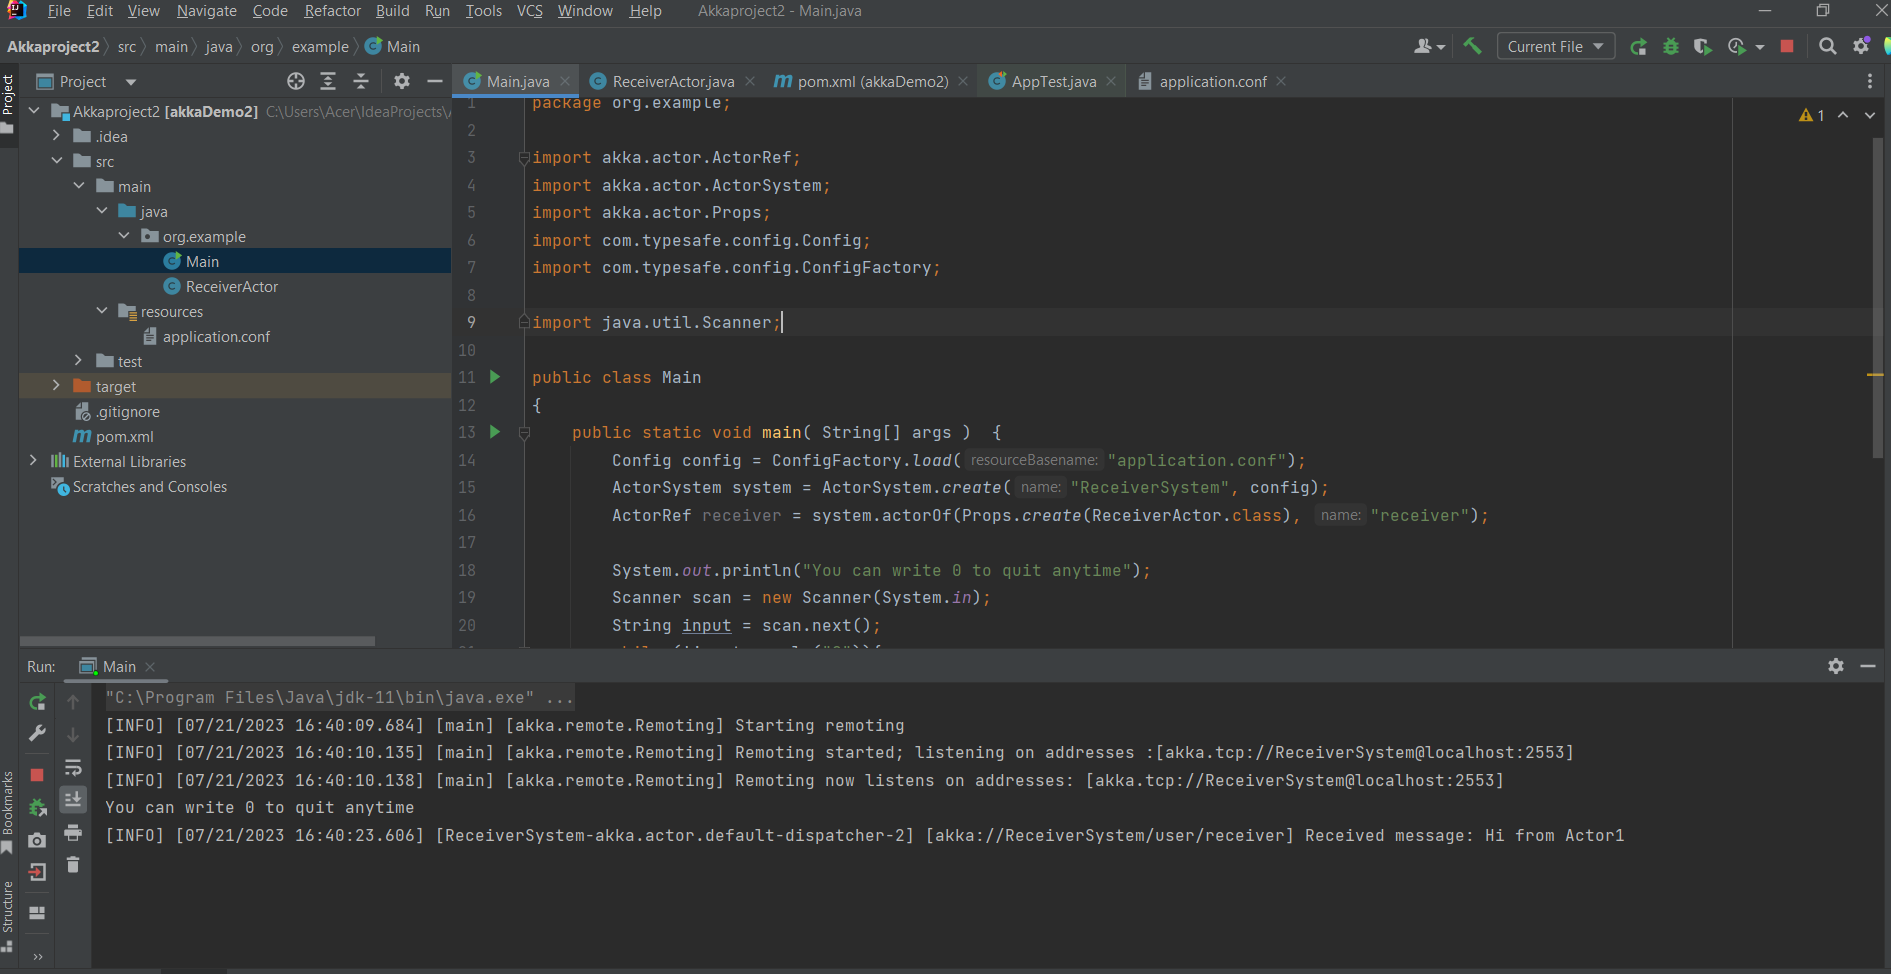 File Edit View Navigate Code Refactor Build Run Tools VCS Window Help Akkaproject2 - Main.java
Akkaproject2 src main java org example Main Current File
Project
Project
Main.java ReceiverActor.java pom.xml (akkaDemo2) AppTest.java application.conf
Akkaproject2 [akkaDemo2] C:\Users\Acer\IdeaProjects\
.idea
src
main
java
org.example
Main
ReceiverActor
resources
application.conf
test
target
.gitignore
pom.xml
External Libraries
Scratches and Consoles
1
1 package org.example;
2
3 import akka.actor.ActorRef;
4 import akka.actor.ActorSystem;
5 import akka.actor.Props;
6 import com.typesafe.config.Config;
7 import com.typesafe.config.ConfigFactory;
8
9 import java.util.Scanner;
10
11 public class Main
12 {
13 public static void main( String[] args ) {
14 Config config = ConfigFactory.load( resourceBasename: "application.conf");
15 ActorSystem system = ActorSystem.create( name: "ReceiverSystem", config);
16 ActorRef receiver = system.actorOf(Props.create(ReceiverActor.class), name: "receiver");
17
18 System.out.println("You can write 0 to quit anytime");
19 Scanner scan = new Scanner(System.in);
20 String input = scan.next();
Run: Main
"C:\Program Files\Java\jdk-11\bin\java.exe" ...
[INFO] [07/21/2023 16:40:09.684] [main] [akka.remote.Remoting] Starting remoting
[INFO] [07/21/2023 16:40:10.135] [main] [akka.remote.Remoting] Remoting started; listening on addresses :[akka.tcp://ReceiverSystem@localhost:2553]
[INFO] [07/21/2023 16:40:10.138] [main] [akka.remote.Remoting] Remoting now listens on addresses: [akka.tcp://ReceiverSystem@localhost:2553]
You can write 0 to quit anytime
[INFO] [07/21/2023 16:40:23.606] [ReceiverSystem-akka.actor.default-dispatcher-2] [akka://ReceiverSystem/user/receiver] Received message: Hi from Actor1
Bookmarks
Structure